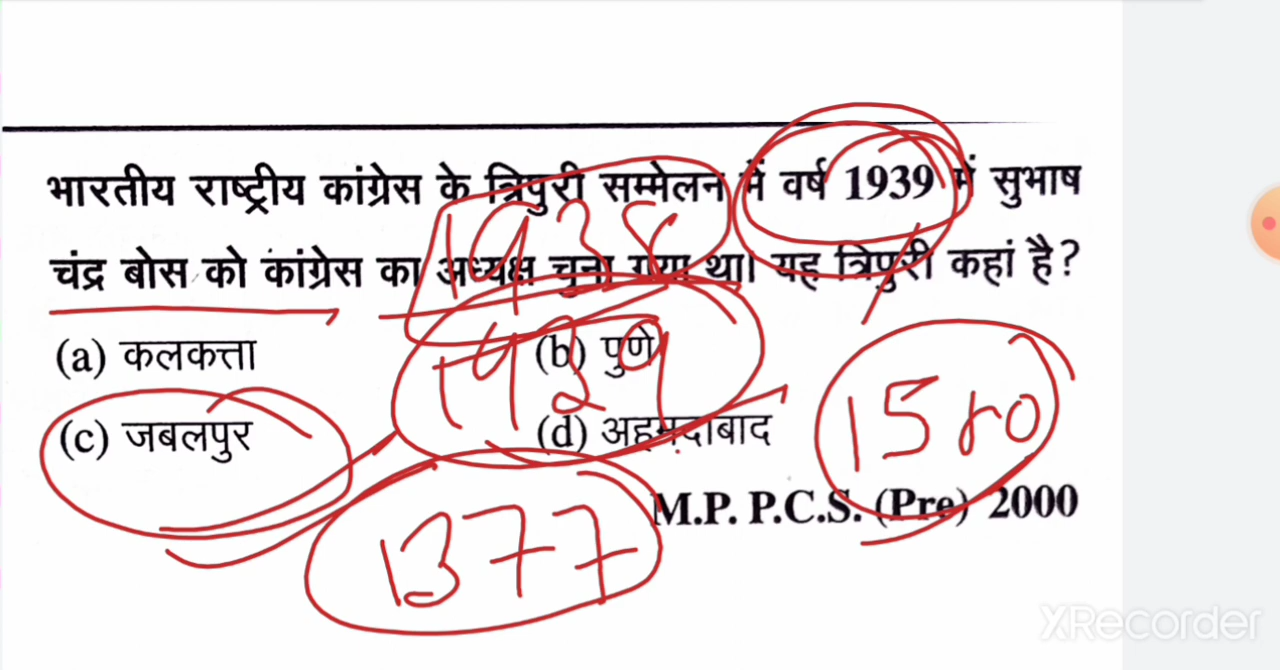 भारतीय राष्ट्रीय कांग्रेस के त्रिपुरी सम्मेलन में वर्ष 1939 में सुभाष
1938
चंद्र बोस को कांग्रेस का अध्यक्ष चुना गया था। यह त्रिपुरी कहां है?
(a) कलकत्ता (b) पुणे
1939
1580
(c) जबलपुर (d) अहमदाबाद
M.P. P.C.S. (Pre) 2000
1377
XRecorder